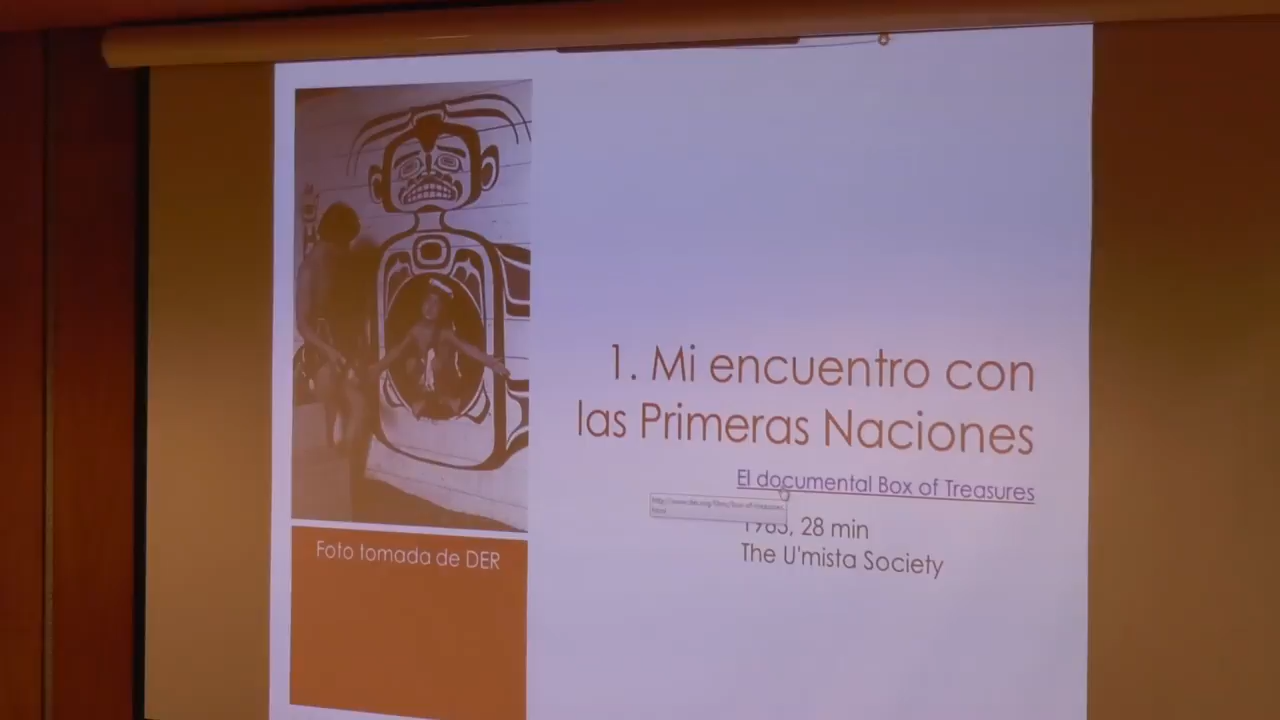 1. Mi encuentro con
las Primeras Naciones
El documental Box of Treasures
28 min
The U'mista Society
Foto tomada de DER